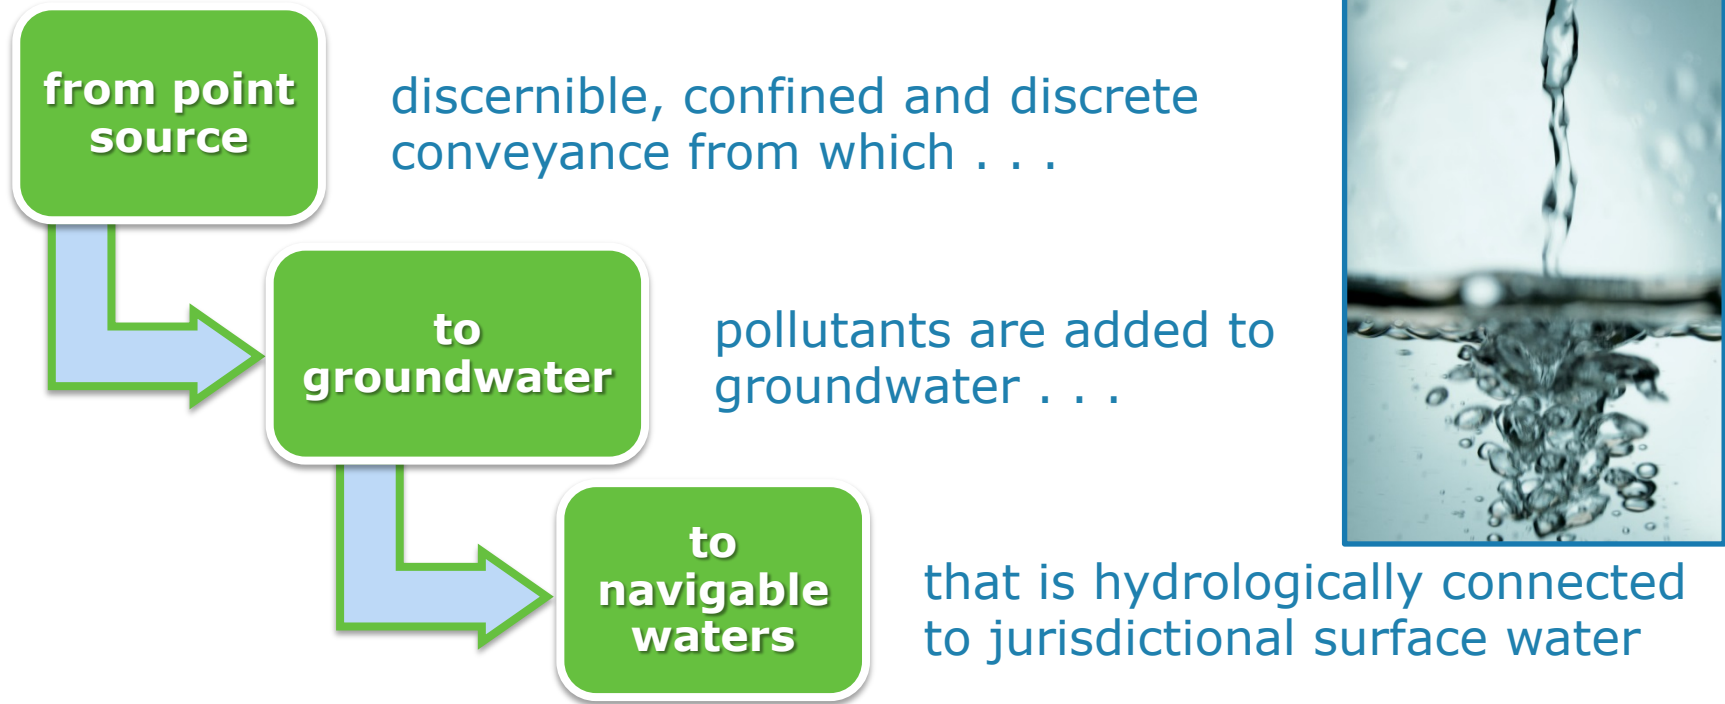 from point
source
discernible, confined and discrete
conveyance from which . . .
to
groundwater
pollutants are added to
groundwater . . .
to
navigable
waters
that is hydrologically connected
to jurisdictional surface water